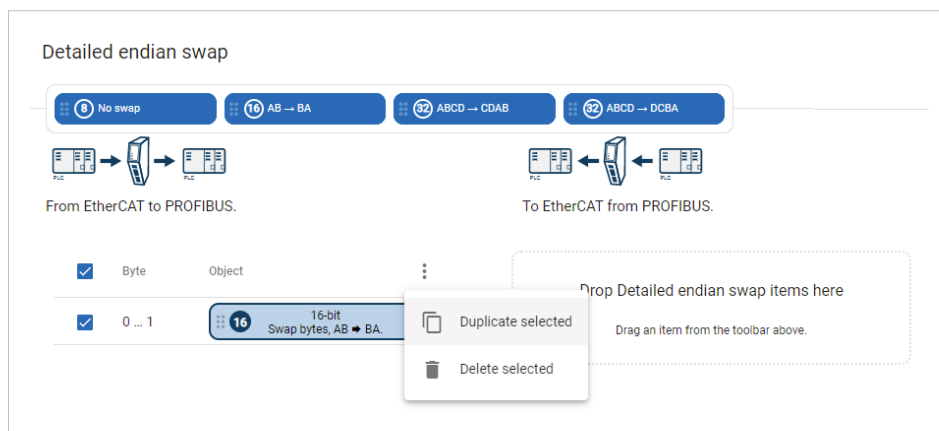 Detailed endian swap
8 No swap
16 AB → BA
32 ABCD → CDAB
32 ABCD → DCBA
PLC
PLC
PLC
PLC
From EtherCAT to PROFIBUS.
To EtherCAT from PROFIBUS.
Byte
Object
Drop Detailed endian swap items here
0 ... 1
16
16-bit
Swap bytes, AB ➡ BA.
Duplicate selected
Delete selected
Drag an item from the toolbar above.